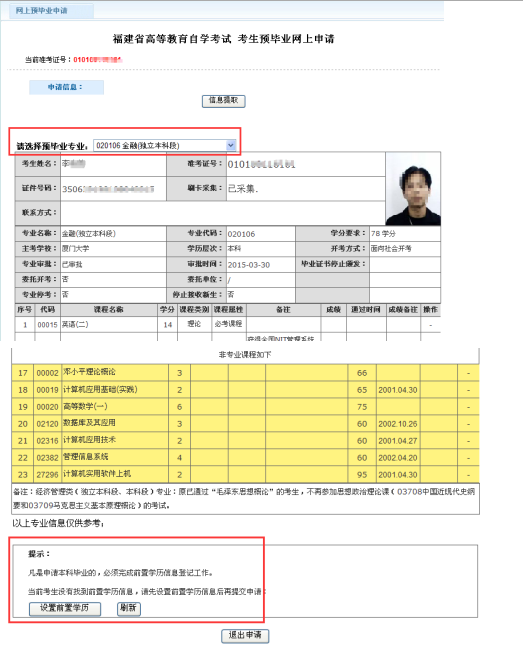 网上预毕业申请
福建省高等教育自学考试 考生预毕业网上申请
当前准考证号：
申请信息：
信息提取
请选择预毕业专业： 020106 金融(独立本科段)
考生姓名： 李 准考证号： 0101
证件号码： 3506 刷卡采集： 已采集.
联系方式：
专业名称： 金融(独立本科段) 专业代码： 020106 学分要求： 78 学分
主考学校： 厦门大学 学历层次： 本科 开考方式： 面向社会开考
专业审批： 已审批 审批时间： 2015-03-30 毕业证书停止颁发：
委托开考： 否 委托单位： /
专业停考： 否 停止接收新生： 否
序号 代码 课程名称 学分 课程类别 课程属性 备注 成绩 通过时间 成绩备注 操作
1 00015 英语(二) 14 理论 必考课程 -
获得全国NIT管理系统
非专业课程如下
17 00002 邓小平理论概论 3 66 -
18 00019 计算机应用基础(实践) 2 65 2001.04.30 -
19 00020 高等数学(一) 6 75 -
20 02120 数据库及其应用 3 60 2002.10.26 -
21 02316 计算机应用技术 2 60 2001.04.27 -
22 02382 管理信息系统 4 60 2002.04.20 -
23 27296 计算机实用软件上机 2 95 2001.04.30 -
备注：经济管理类(独立本科段、本科段)专业：原已通过“毛泽东思想概论”的考生，不再参加思想政治理论课(03708中国近现代史纲
要和03709马克思主义基本原理概论)的考试。
以上专业信息仅供参考；
提示：
凡是申请本科毕业的，必须完成前置学历信息登记工作。
当前考生没有找到前置学历信息，请先设置前置学历信息后再提交申请：
设置前置学历 刷新
退出申请